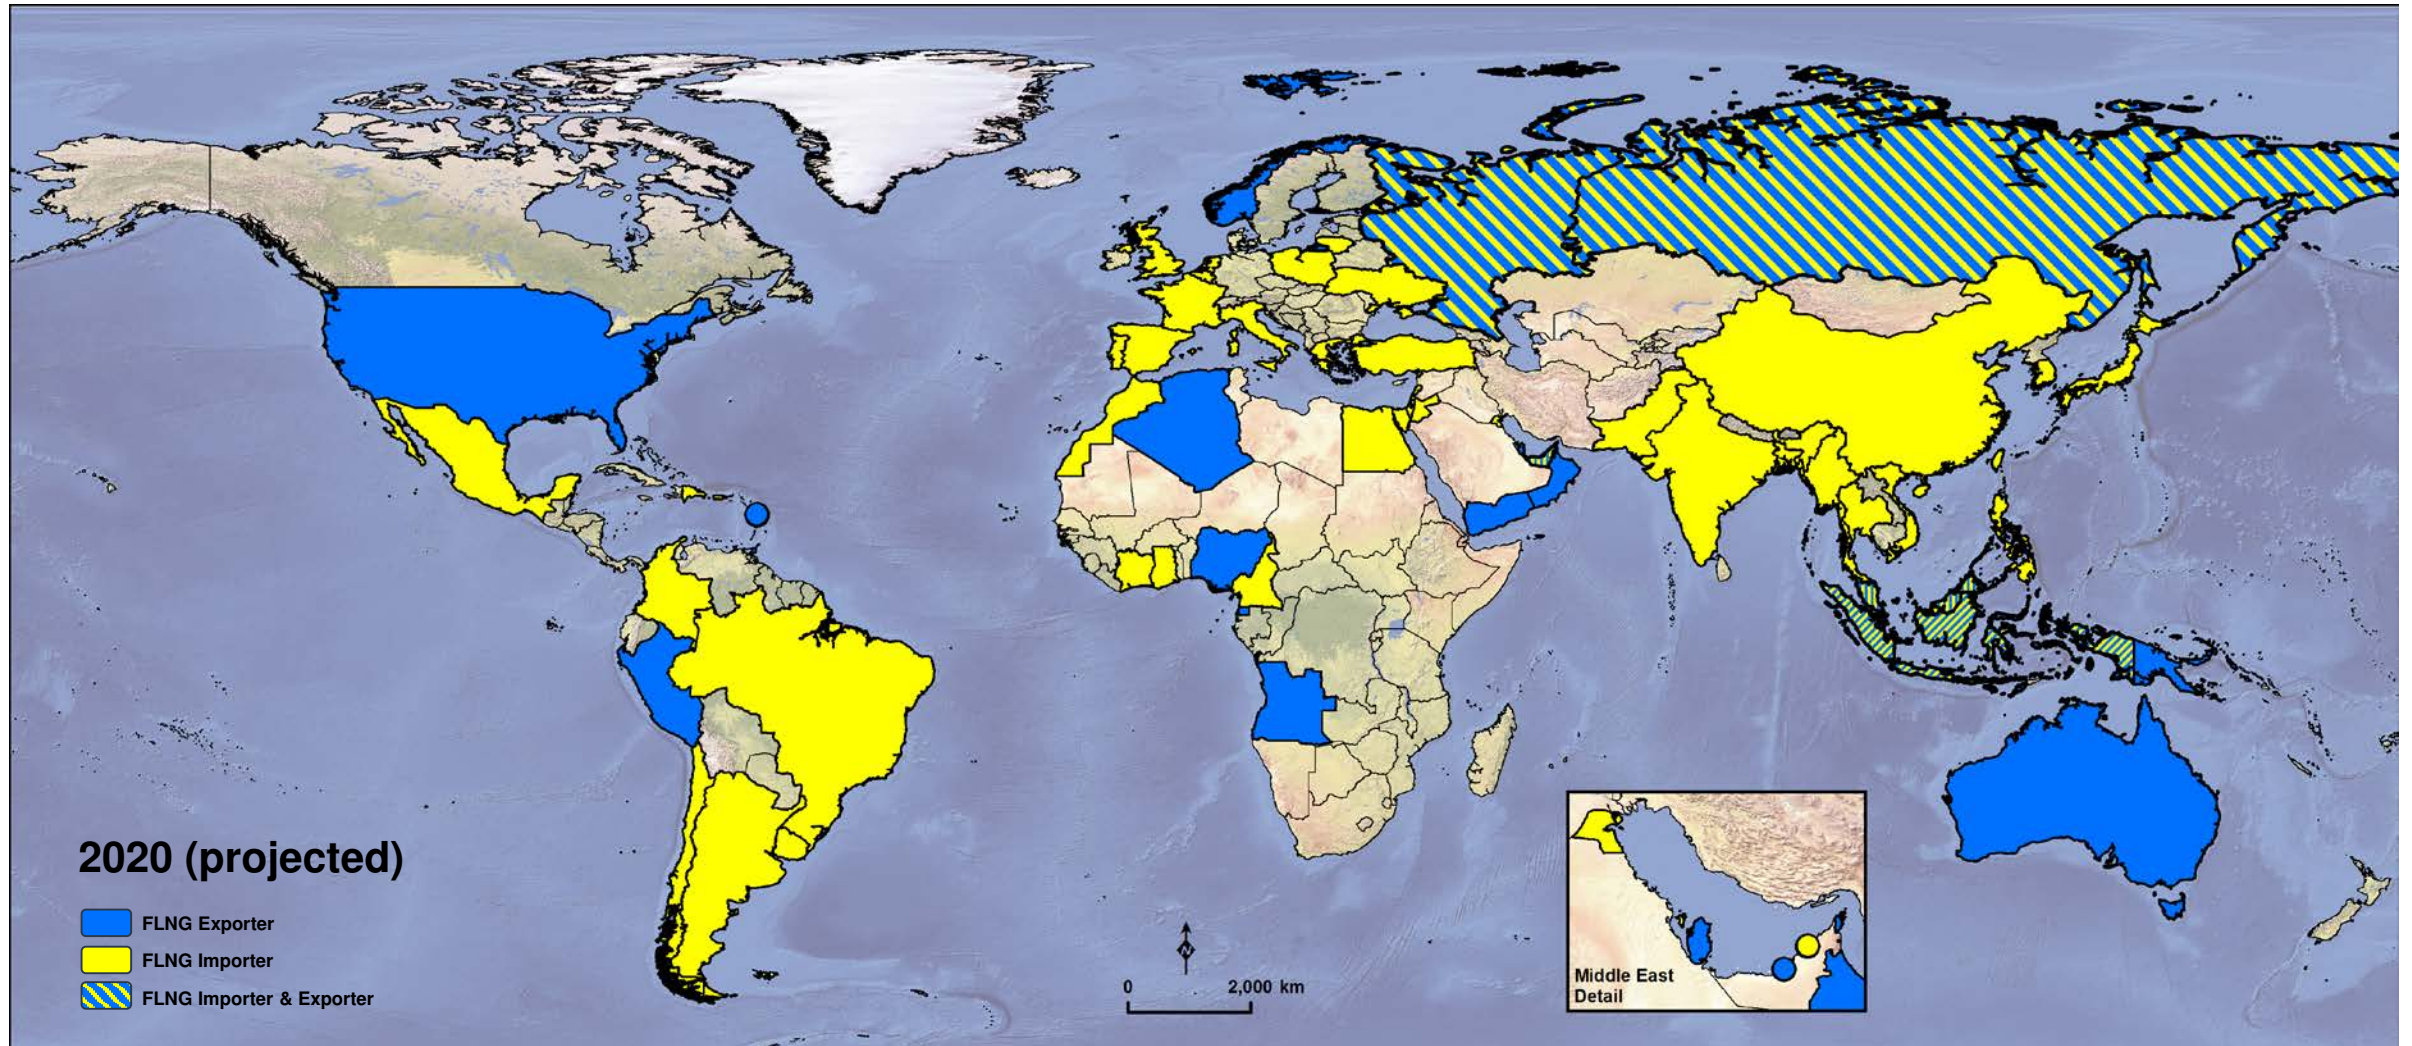 2020 (projected)
FLNG Exporter
FLNG Importer
FLNG Importer & Exporter
N
0 2,000 km
Middle East
Detail